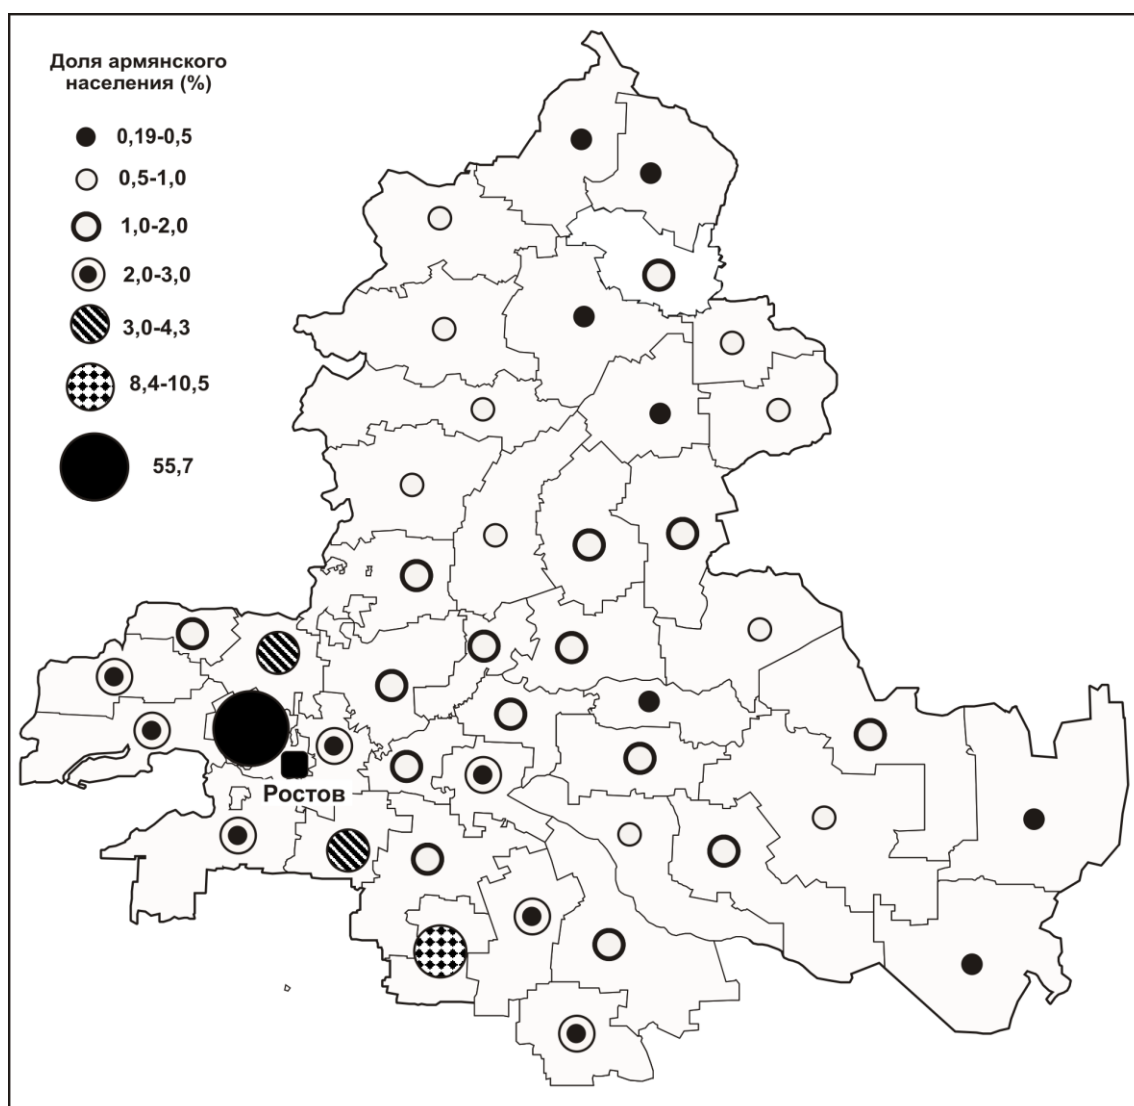 Доля армянского
населения (%)
0,19-0,5
0,5-1,0
1,0-2,0
2,0-3,0
3,0-4,3
8,4-10,5
55,7
Ростов